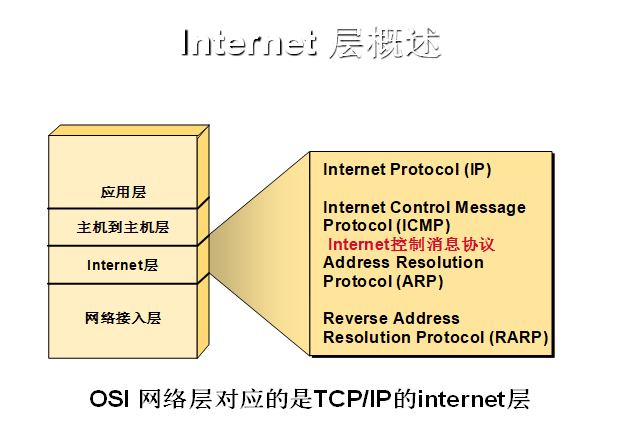 Internet 层概述
应用层
主机到主机层
Internet层
网络接入层
Internet Protocol (IP)
Internet Control Message
Protocol (ICMP)
Internet控制消息协议
Address Resolution
Protocol (ARP)
Reverse Address
Resolution Protocol (RARP)
OSI 网络层对应的是TCP/IP的internet层